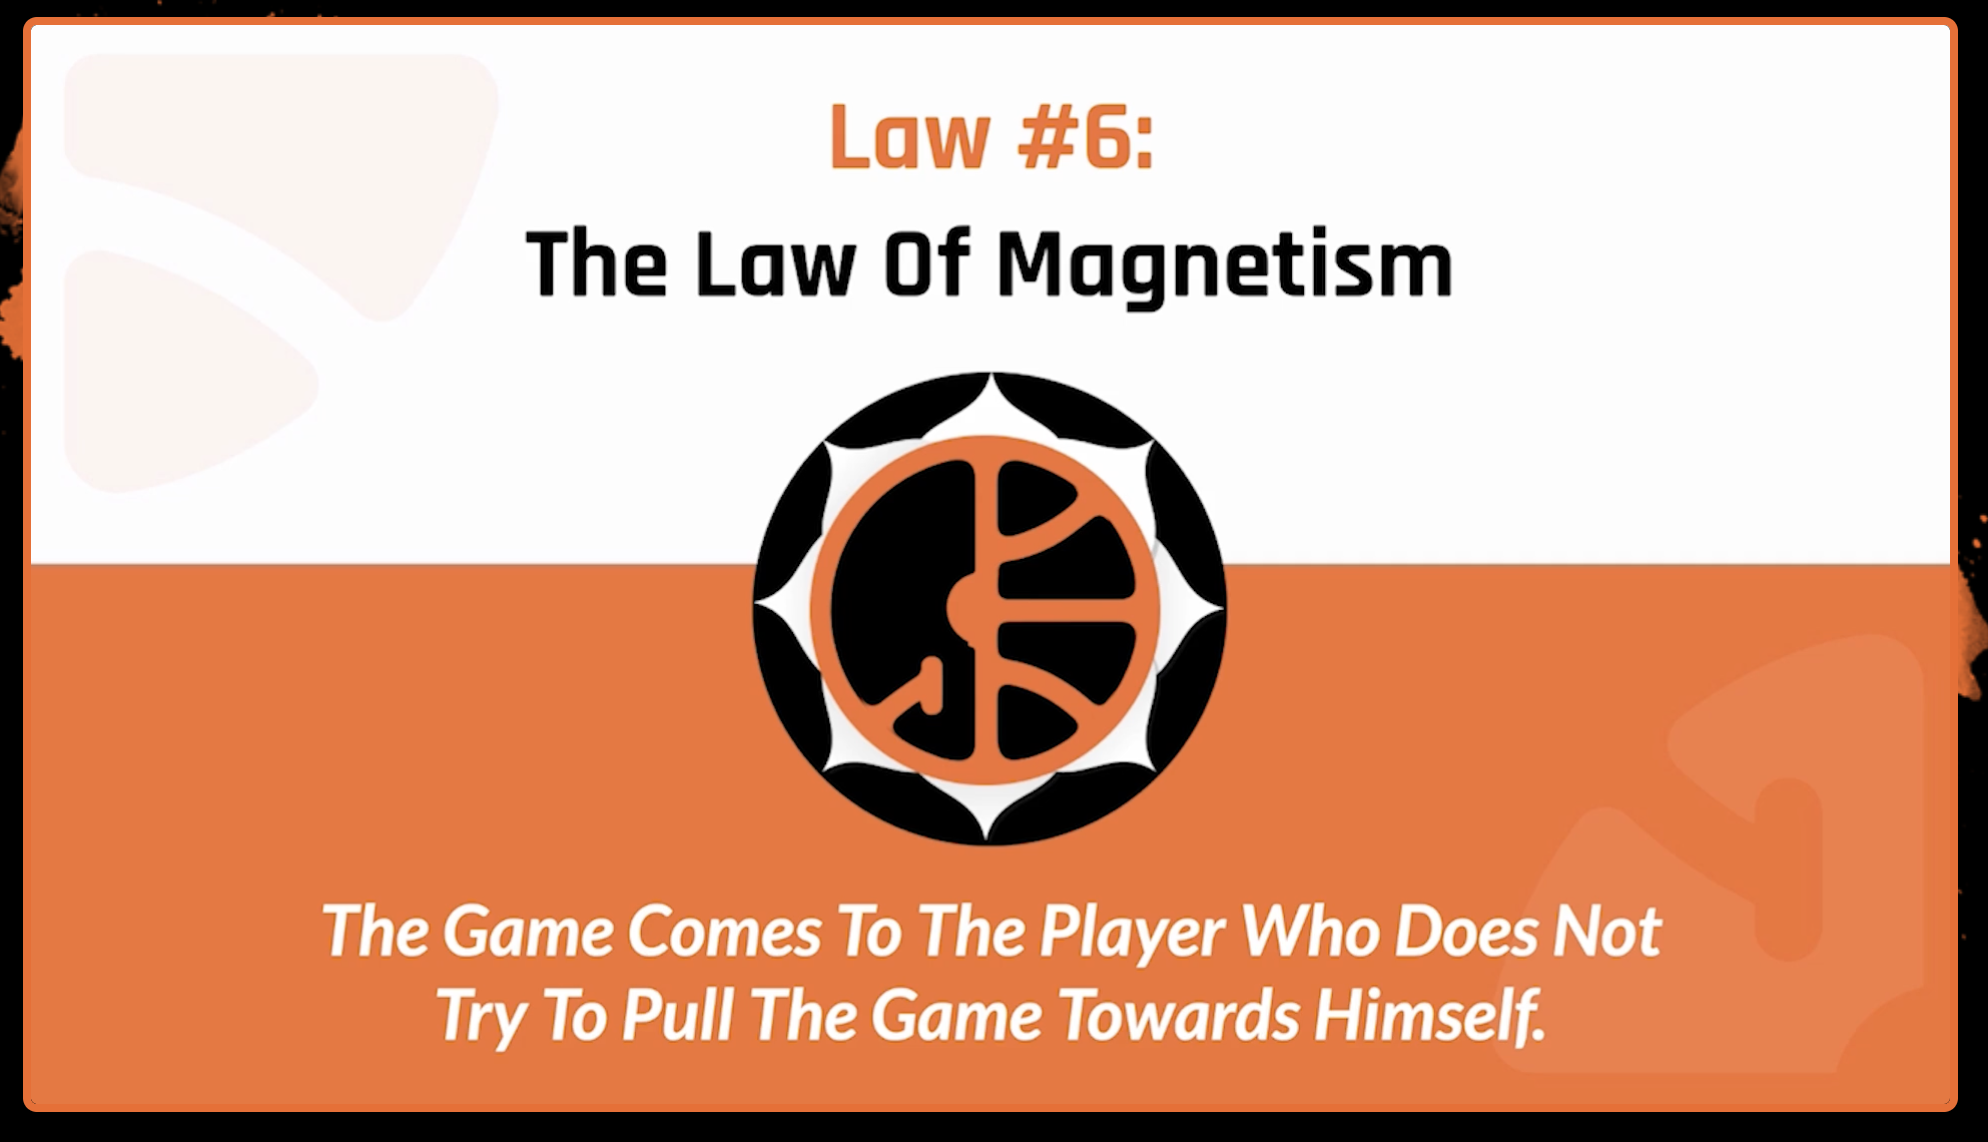 Law #6:
The Law Of Magnetism
The Game Comes To The Player Who Does Not
Try To Pull The Game Towards Himself.